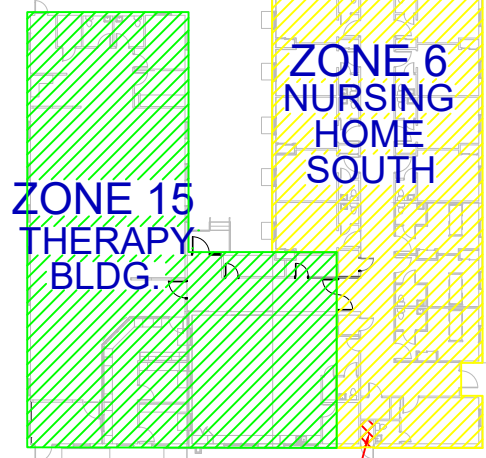 ZONE 6
NURSING
HOME
SOUTH
ZONE 15
THERAPY
BLDG.